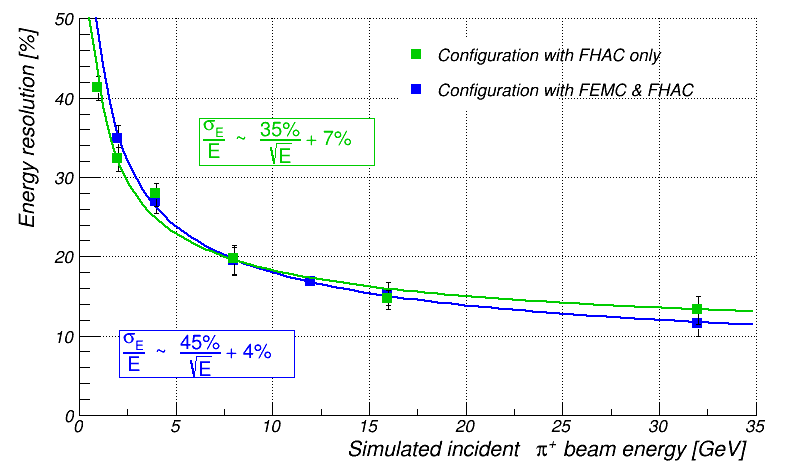 50
40
30
20
10
0
Energy resolution [%]
Configuration with FHAC only
Configuration with FEMC & FHAC
σE/E ~ 35%/√E + 7%
σE/E ~ 45%/√E + 4%
0 5 10 15 20 25 30 35
Simulated incident π+ beam energy [GeV]